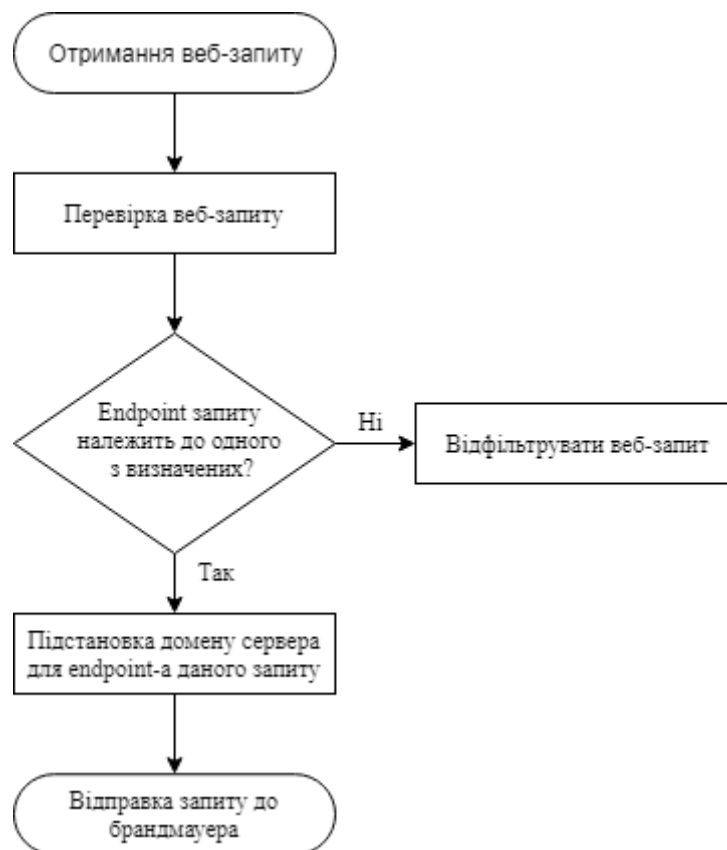 Отримання веб-запиту
Перевірка веб-запиту
Endpoint запиту
належить до одного
з визначених?
Ні
Відфільтрувати веб-запит
Так
Підстановка домену сервера
для endpoint-а даного запиту
Відправка запиту до
брандмауера